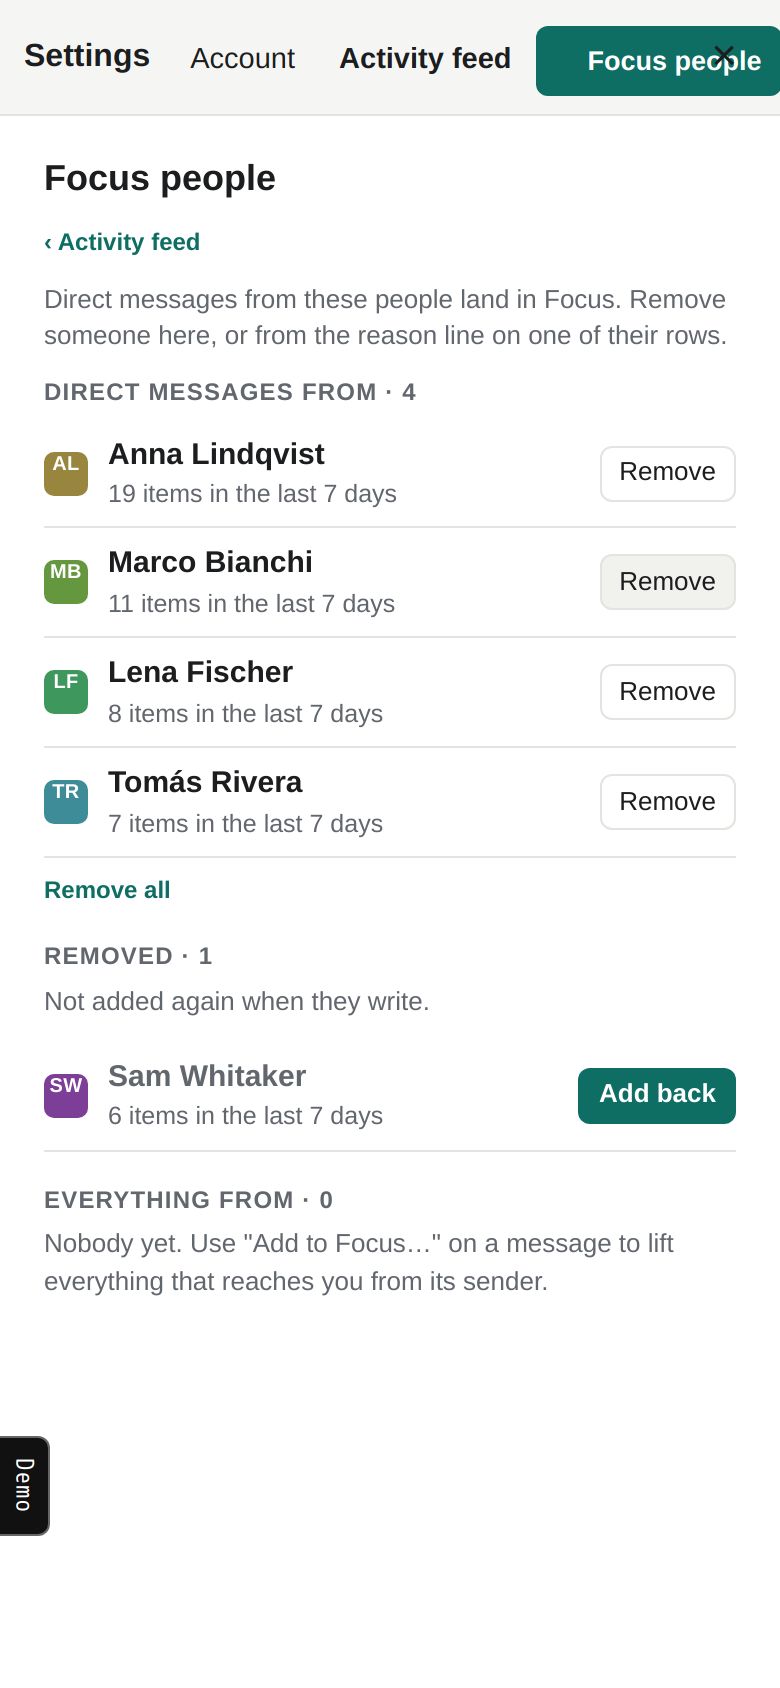 Settings
Account
Activity feed
Focus people
×
Focus people
‹ Activity feed
Direct messages from these people land in Focus. Remove
someone here, or from the reason line on one of their rows.
DIRECT MESSAGES FROM · 4
AL
Anna Lindqvist
19 items in the last 7 days
Remove
MB
Marco Bianchi
11 items in the last 7 days
Remove
LF
Lena Fischer
8 items in the last 7 days
Remove
TR
Tomás Rivera
7 items in the last 7 days
Remove
Remove all
REMOVED · 1
Not added again when they write.
SW
Sam Whitaker
6 items in the last 7 days
Add back
EVERYTHING FROM · 0
Nobody yet. Use "Add to Focus…" on a message to lift
everything that reaches you from its sender.
Demo